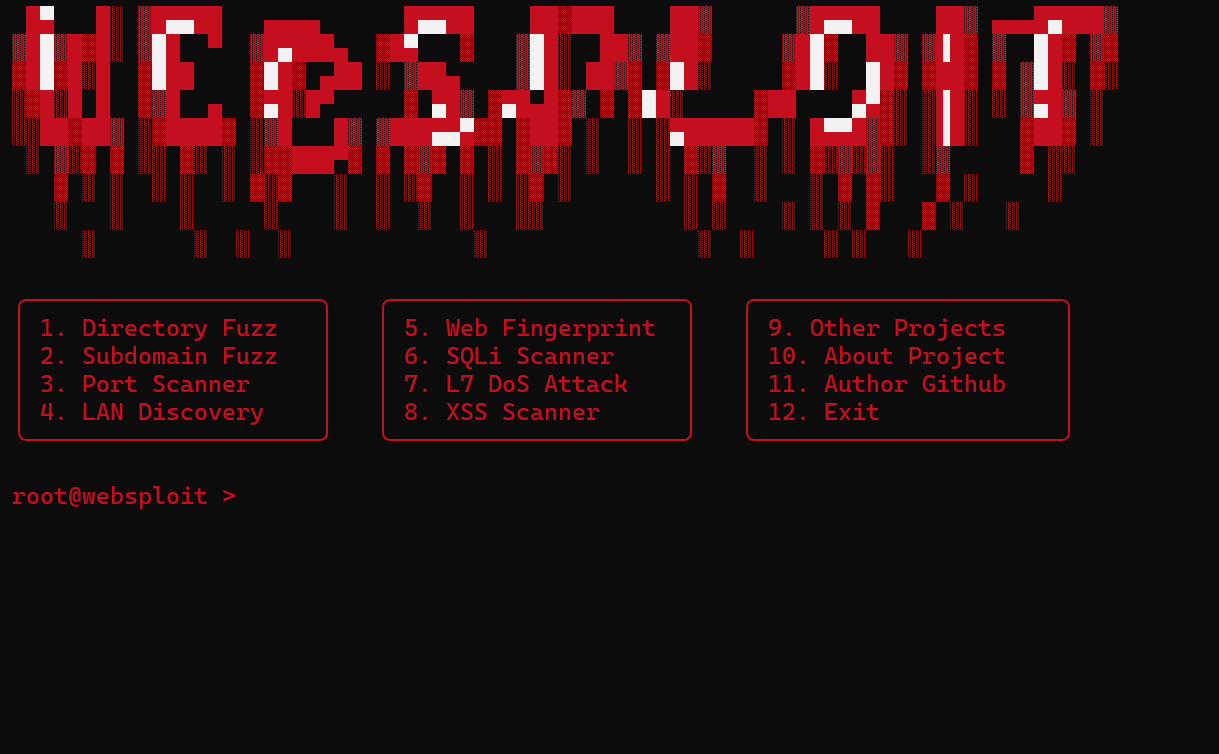 WEBSPLOIT
1. Directory Fuzz
2. Subdomain Fuzz
3. Port Scanner
4. LAN Discovery
5. Web Fingerprint
6. SQLi Scanner
7. L7 DoS Attack
8. XSS Scanner
9. Other Projects
10. About Project
11. Author Github
12. Exit
root@websploit >